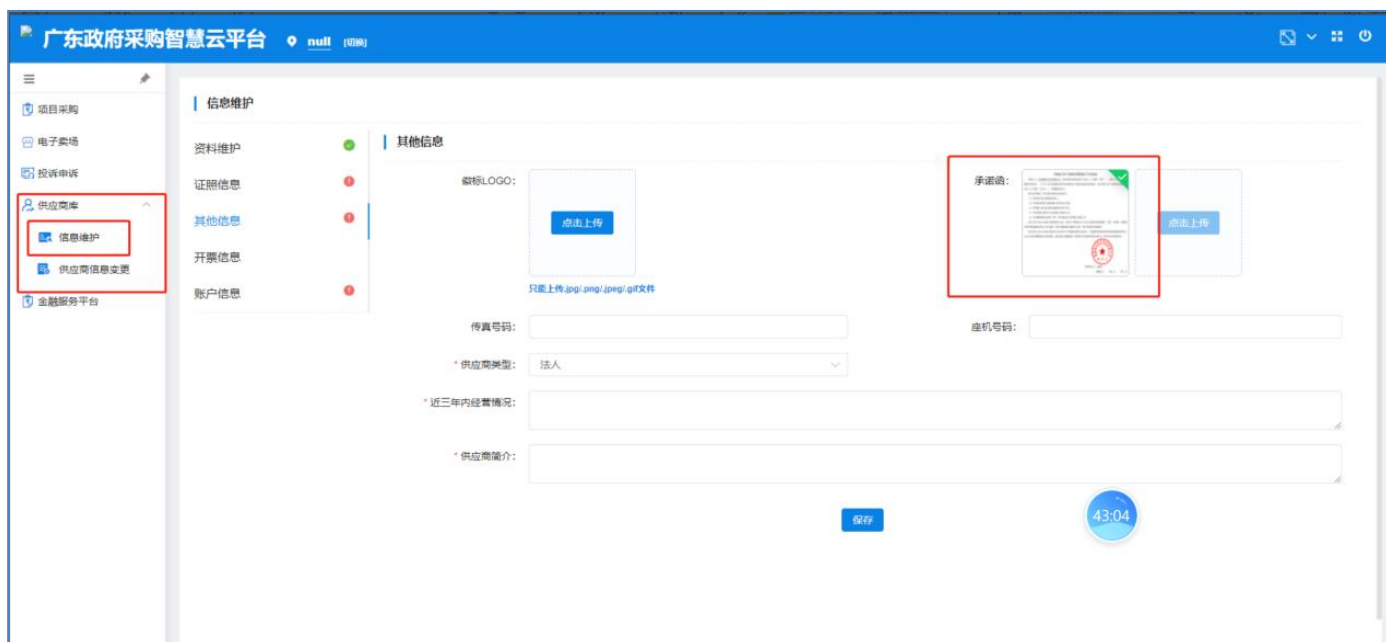 广东政府采购智慧云平台 null [切换]
项目采购
电子卖场
投诉申诉
供应商库
信息维护
供应商信息变更
金融服务平台
信息维护
资料维护
证照信息
其他信息
开票信息
账户信息
其他信息
徽标LOGO：
点击上传
只能上传.jpg/.png/.jpeg/.gif文件
承诺函：
点击上传
传真号码：
座机号码：
*供应商类型： 法人
*近三年内经营情况：
*供应商简介：
保存
43:04